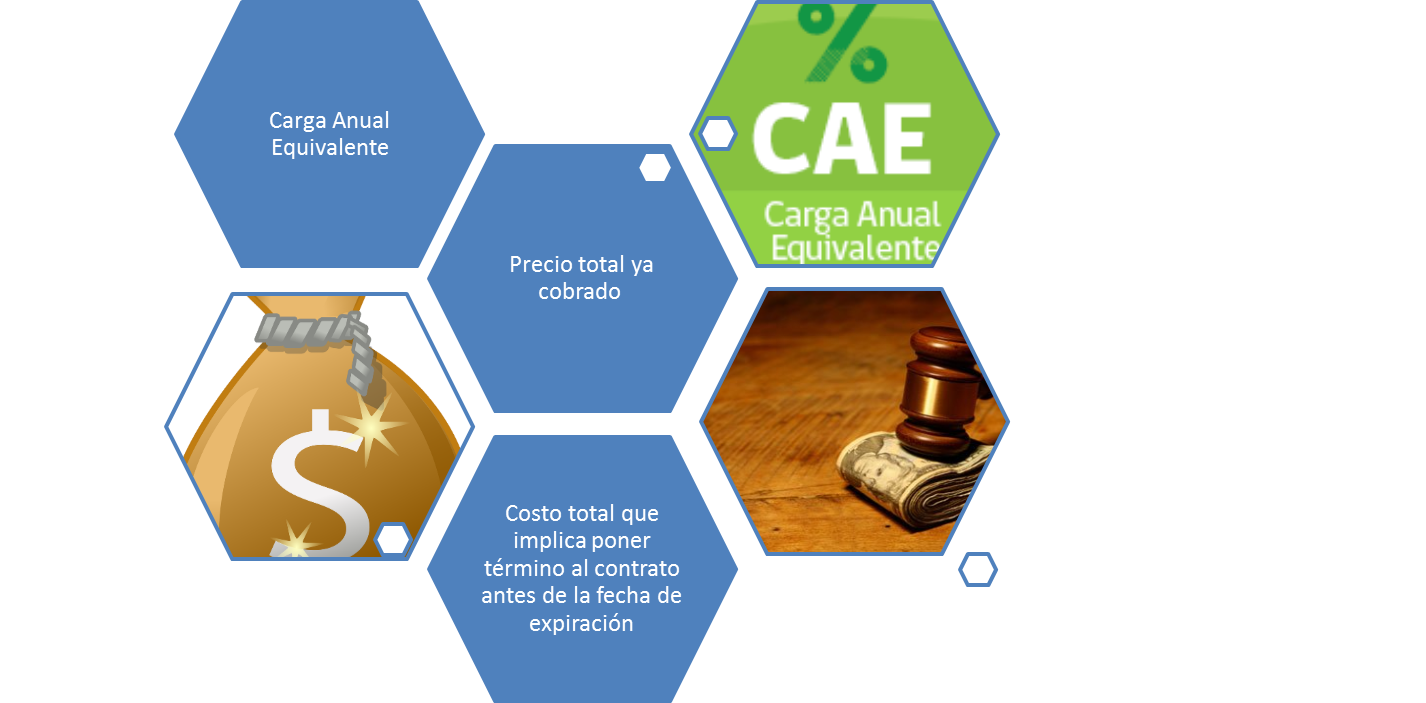 Carga Anual
Equivalente
%
CAE
Carga Anual
Equivalente
Precio total ya
cobrado
$
Costo total que
implica poner
término al contrato
antes de la fecha de
expiración